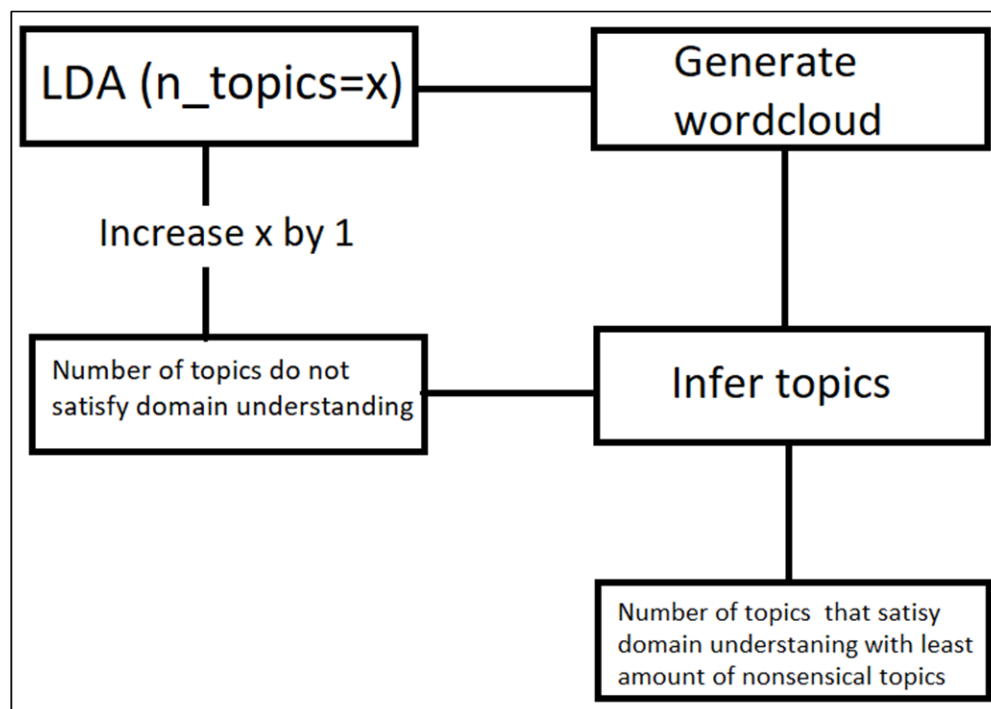 LDA (n_topics=x)
Generate
wordcloud
Increase x by 1
Number of topics do not
satisfy domain understanding
Infer topics
Number of topics  that satisy
domain understaning with least
amount of nonsensical topics